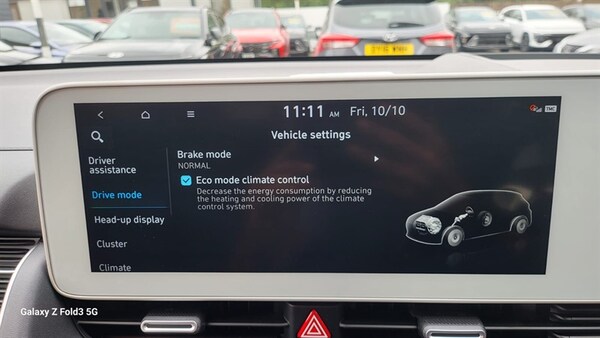 11:11 AM Fri, 10/10
TMC
Vehicle settings
Driver
assistance
Drive mode
Head-up display
Cluster
Climate
Brake mode
NORMAL
Eco mode climate control
Decrease the energy consumption by reducing
the heating and cooling power of the climate
control system.
Galaxy Z Fold3 5G